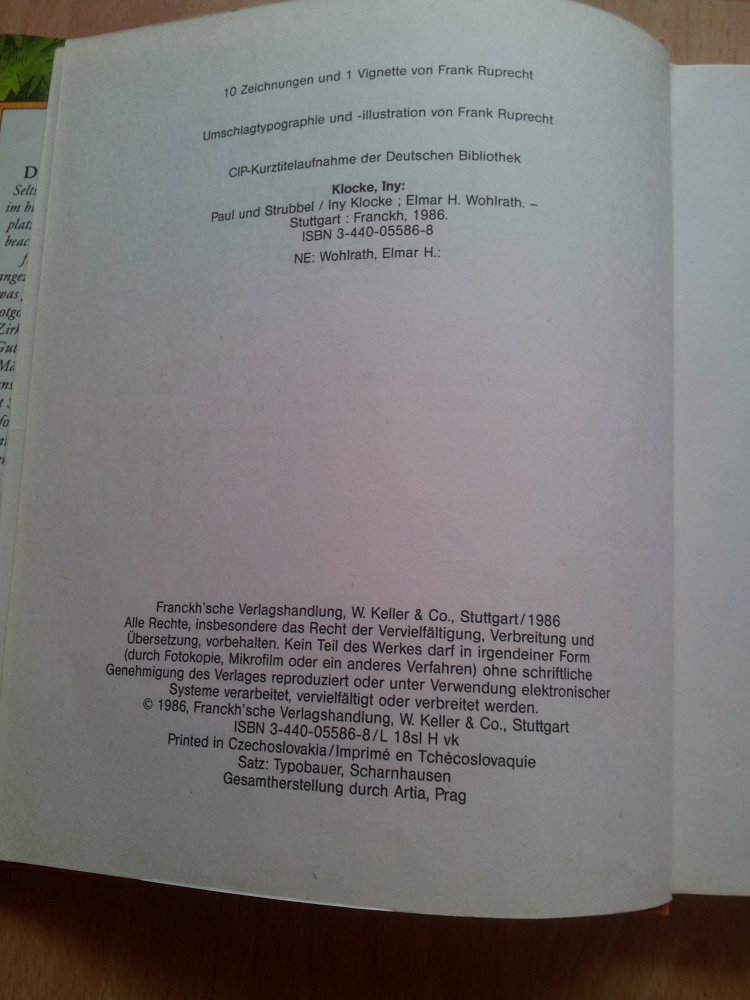 10 Zeichnungen und 1 Vignette von Frank Ruprecht
Umschlagtypographie und -illustration von Frank Ruprecht
CIP-Kurztitelaufnahme der Deutschen Bibliothek
Klocke, Iny:
Paul und Strubbel / Iny Klocke ; Elmar H. Wohlrath. –
Stuttgart : Franckh, 1986.
ISBN 3-440-05586-8
NE: Wohlrath, Elmar H.:
Franckh'sche Verlagshandlung, W. Keller & Co., Stuttgart/1986
Alle Rechte, insbesondere das Recht der Vervielfältigung, Verbreitung und
Übersetzung, vorbehalten. Kein Teil des Werkes darf in irgendeiner Form
(durch Fotokopie, Mikrofilm oder ein anderes Verfahren) ohne schriftliche
Genehmigung des Verlages reproduziert oder unter Verwendung elektronischer
Systeme verarbeitet, vervielfältigt oder verbreitet werden.
© 1986, Franckh'sche Verlagshandlung, W. Keller & Co., Stuttgart
ISBN 3-440-05586-8/L 18sl H vk
Printed in Czechoslovakia/Imprimé en Tchécoslovaquie
Satz: Typobauer, Scharnhausen
Gesamtherstellung durch Artia, Prag